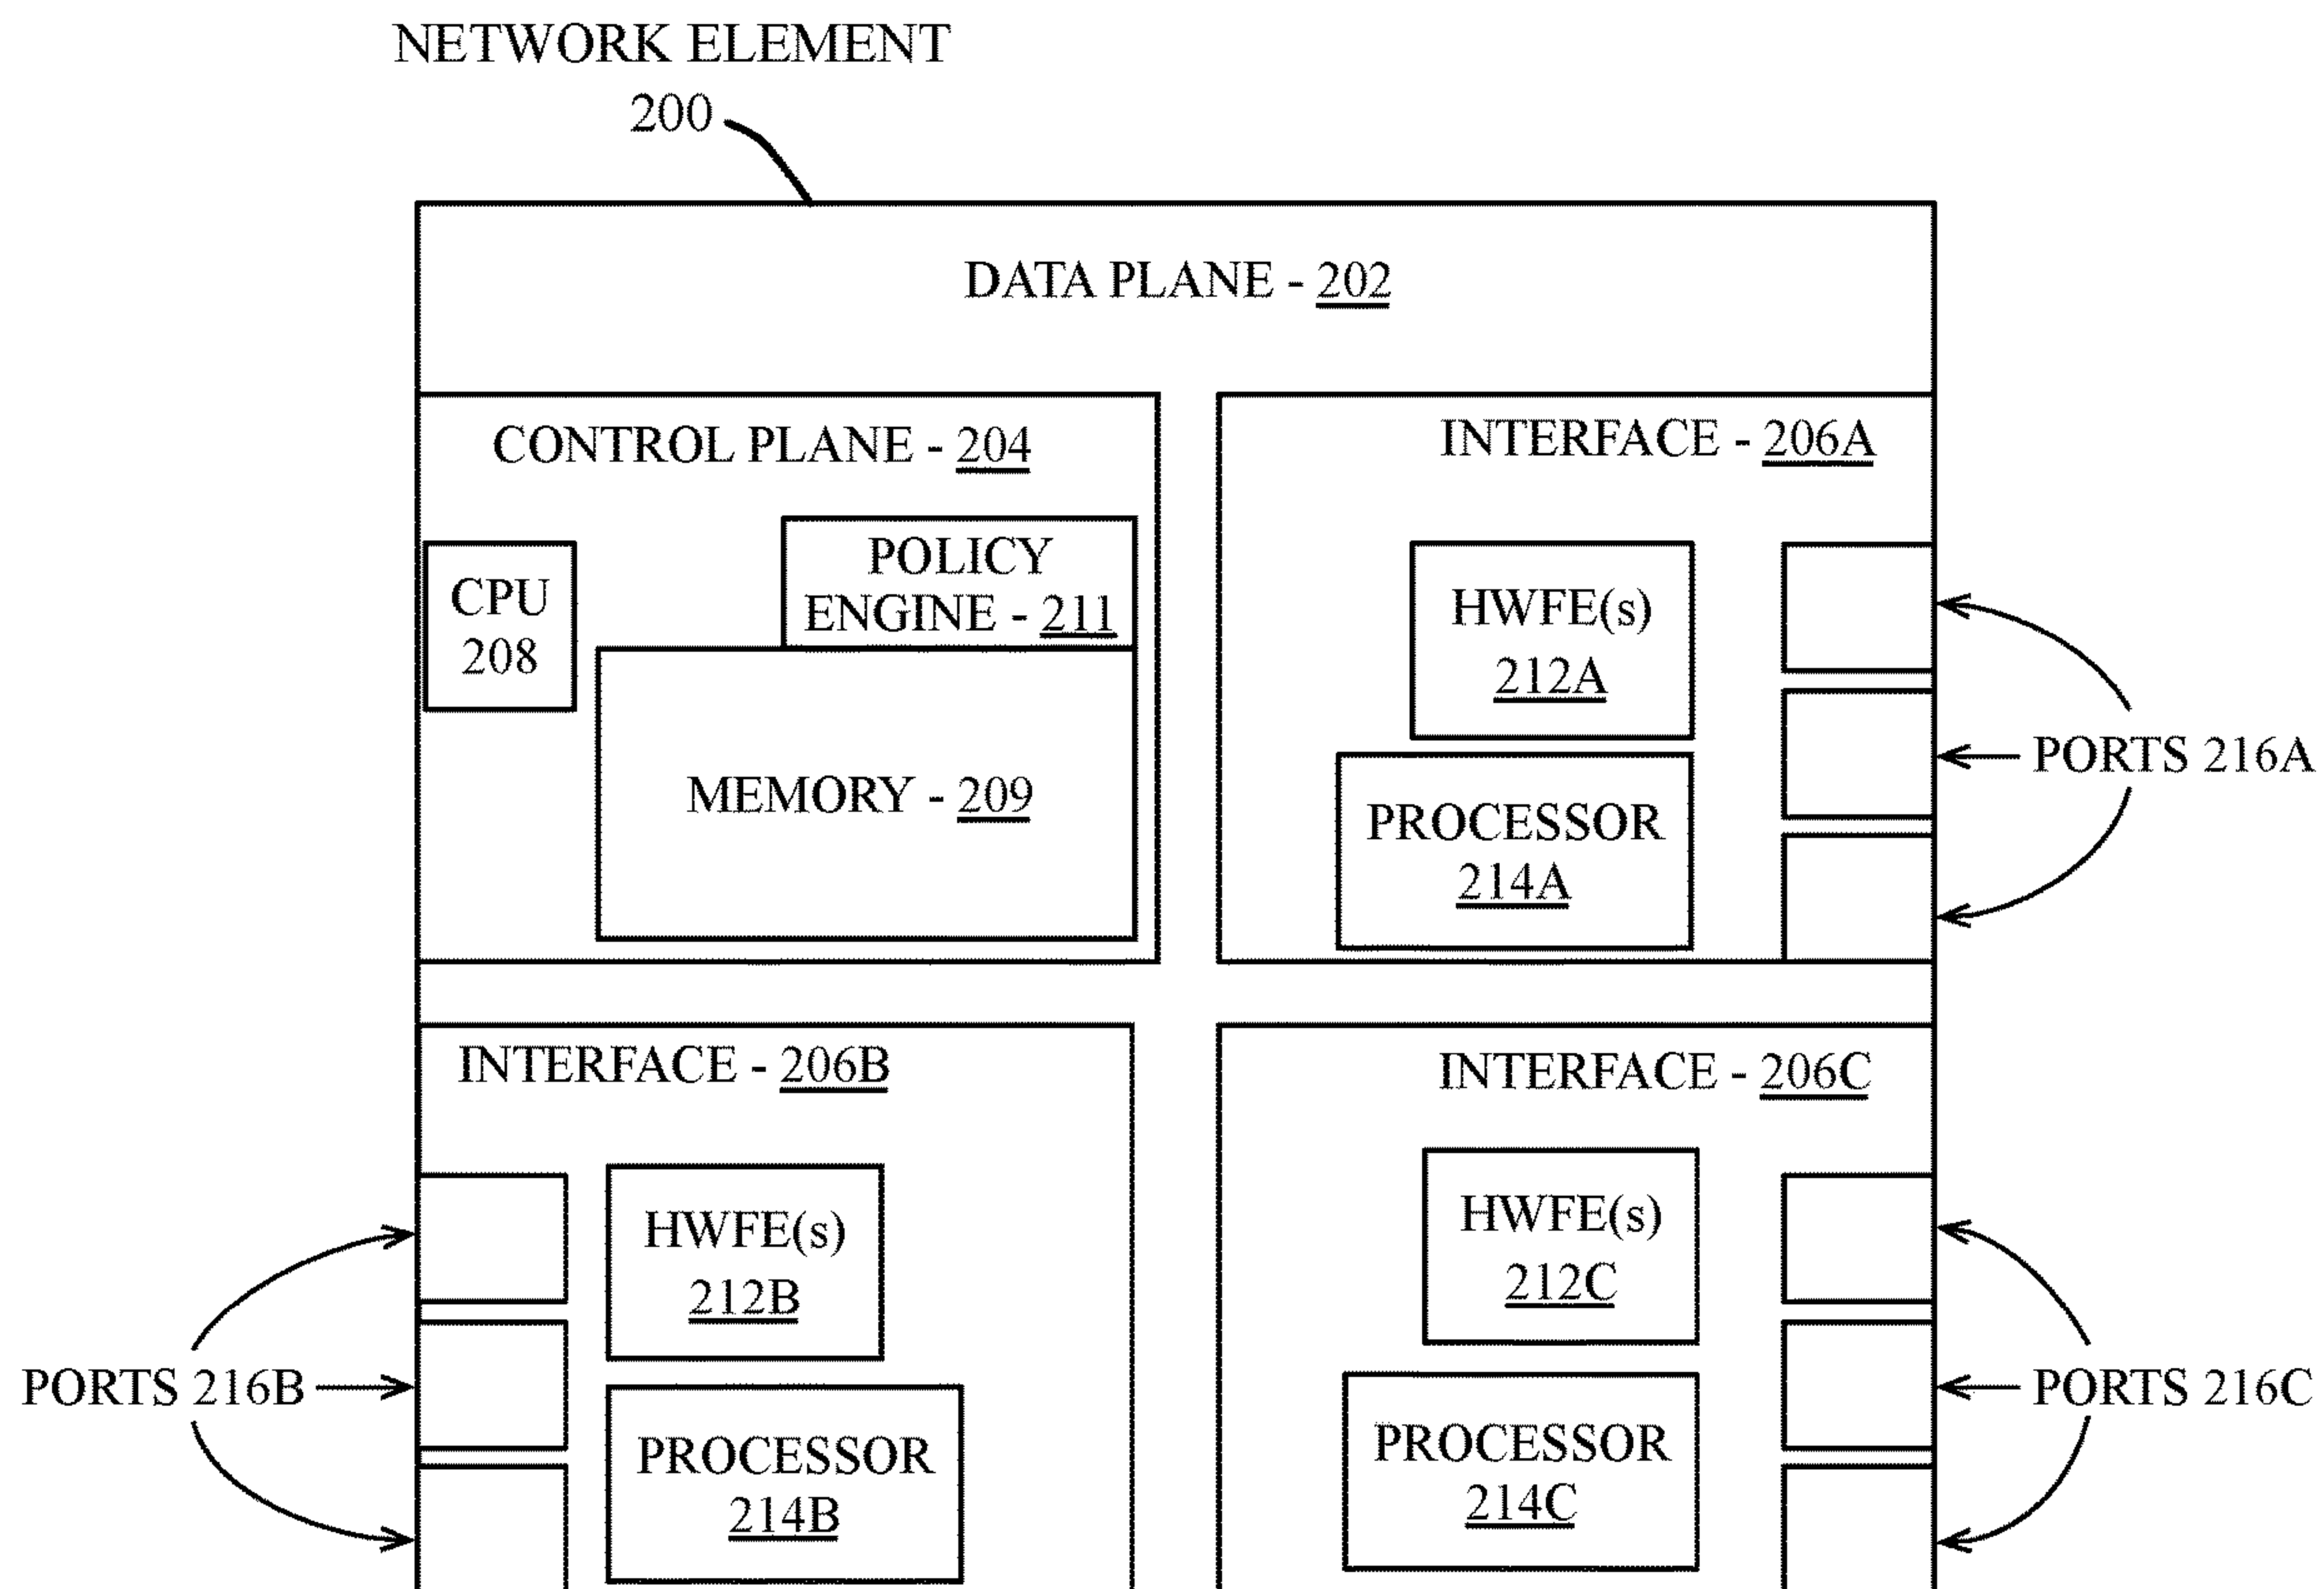 NETWORK ELEMENT
200
DATA PLANE - 202
CONTROL PLANE - 204
CPU
208
POLICY
ENGINE - 211
MEMORY - 209
INTERFACE - 206A
HWFE(s)
212A
PROCESSOR
214A
PORTS 216A
INTERFACE - 206B
HWFE(s)
212B
PROCESSOR
214B
PORTS 216B
INTERFACE - 206C
HWFE(s)
212C
PROCESSOR
214C
PORTS 216C